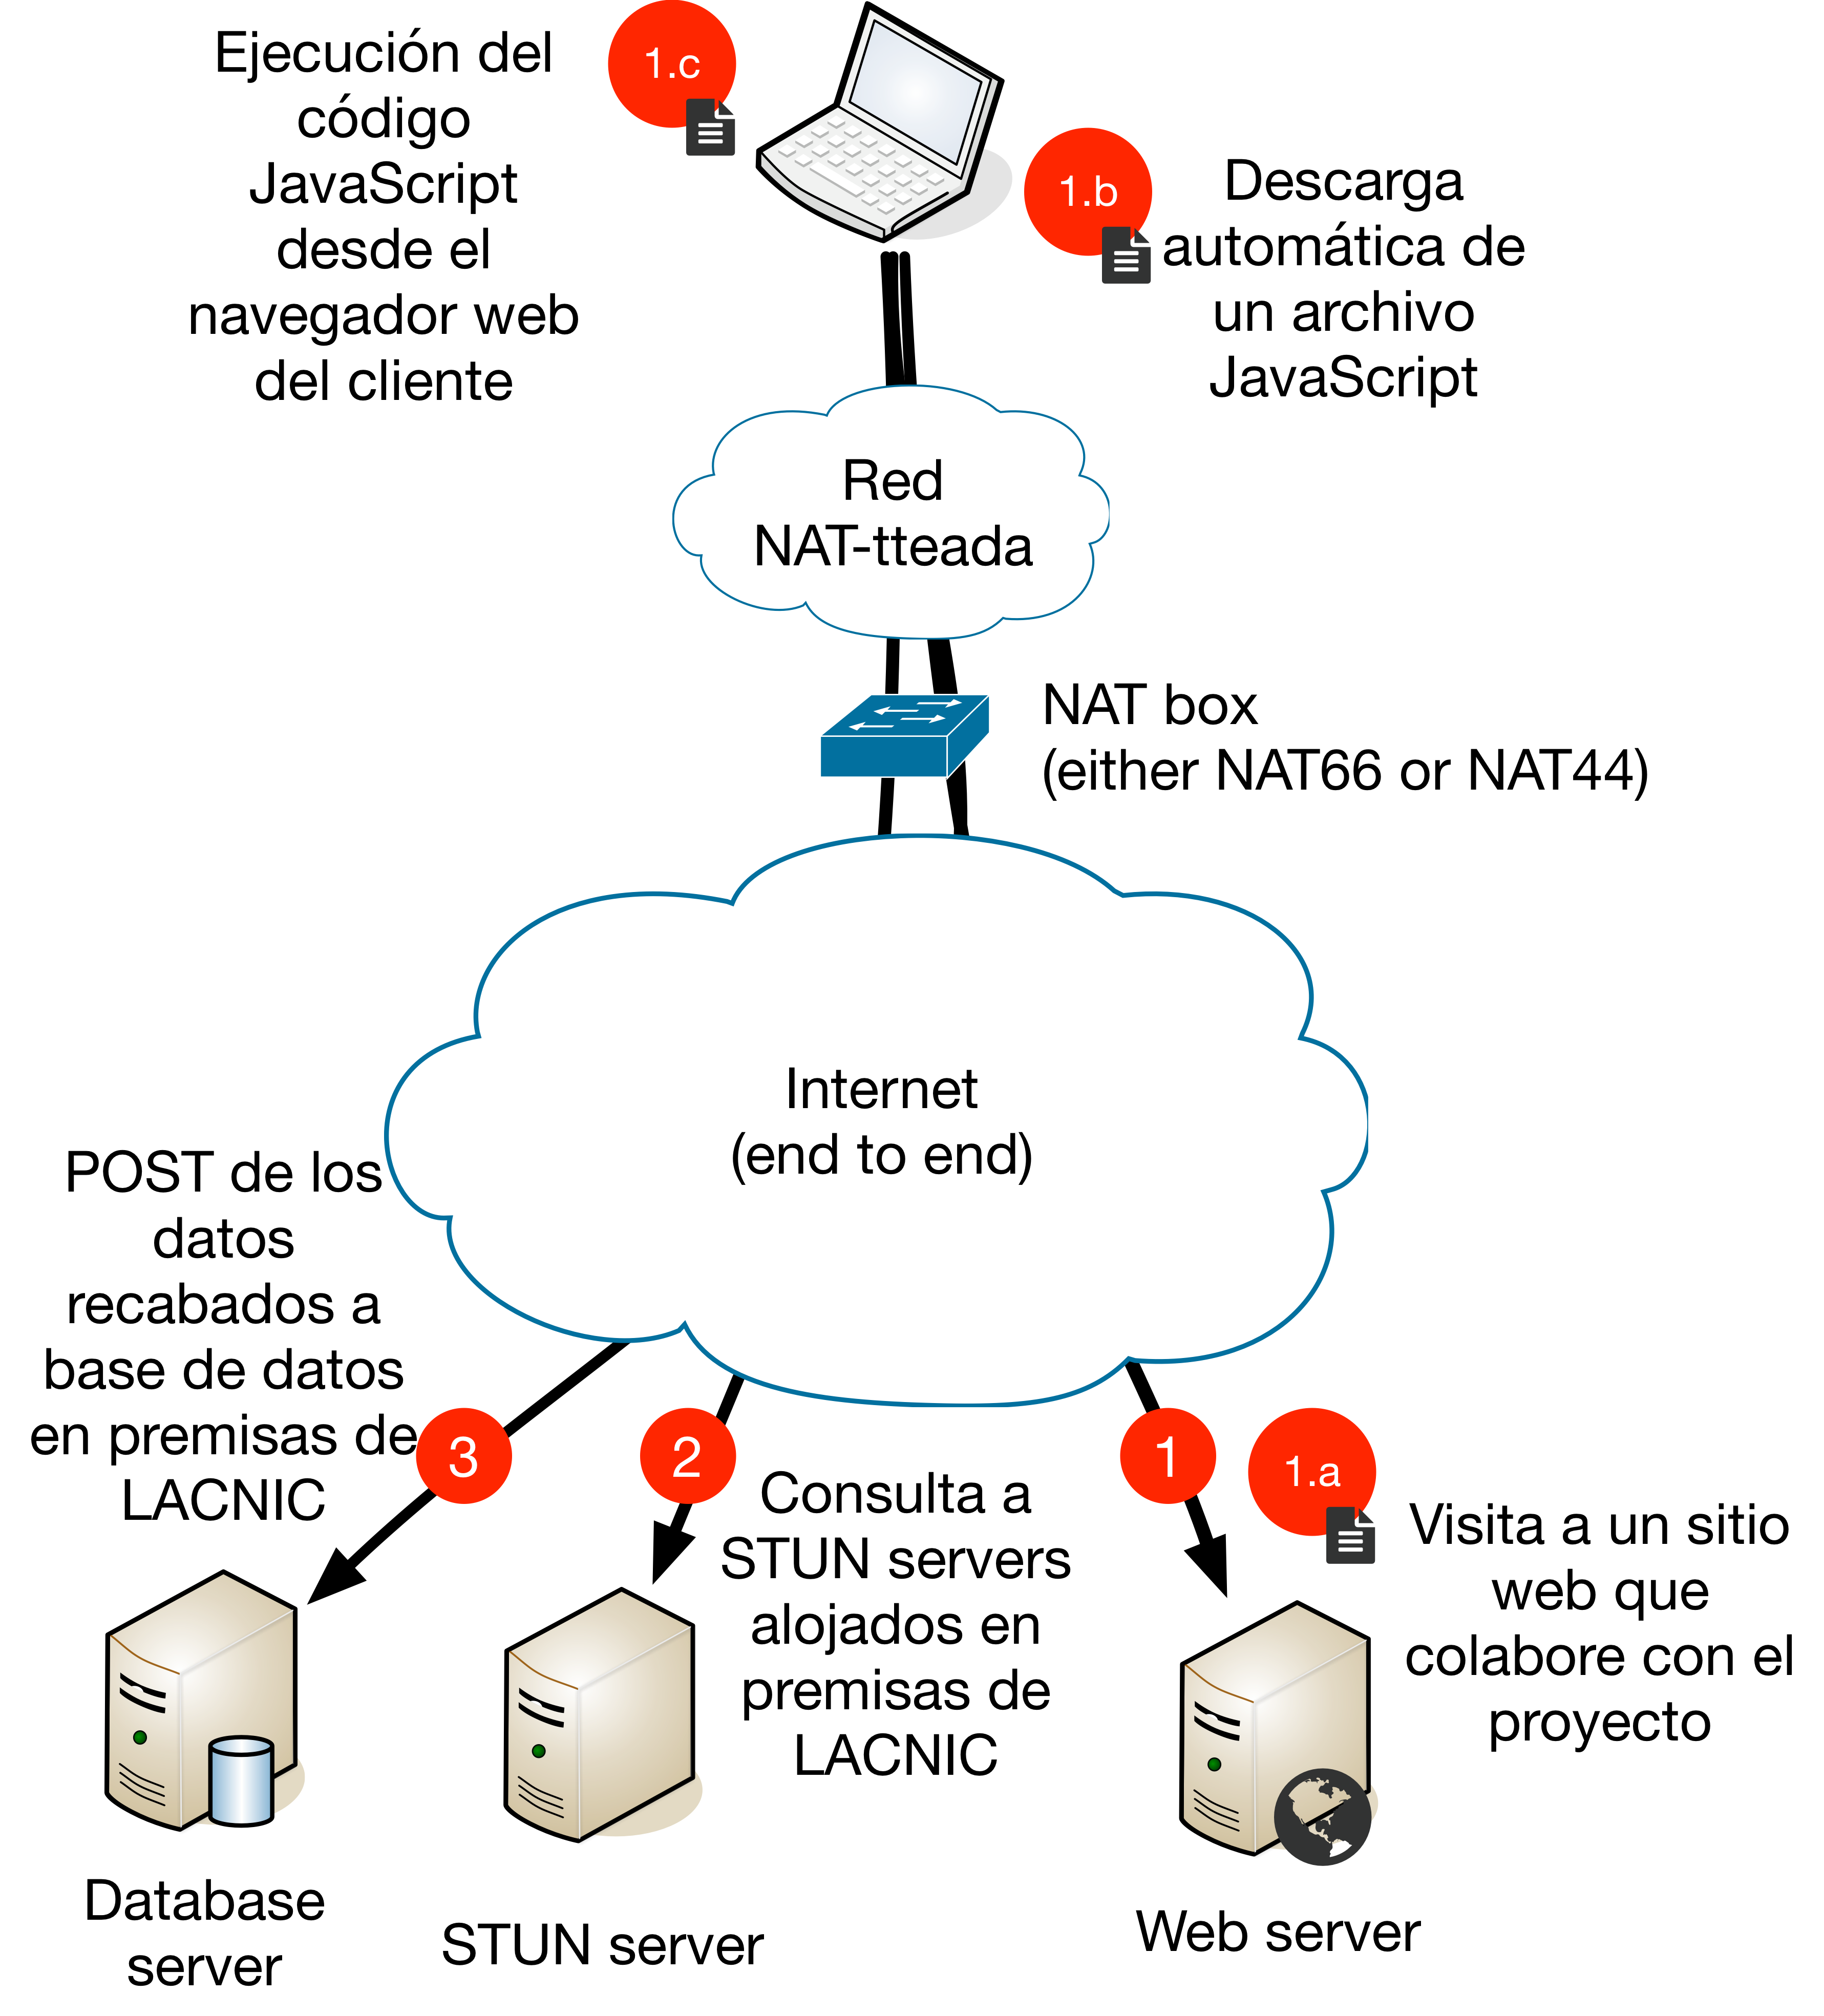 Ejecución del
código
JavaScript
desde el
navegador web
del cliente
1.c
1.b
Descarga
automática de
un archivo
JavaScript
Red
NAT-tteada
NAT box
(either NAT66 or NAT44)
Internet
(end to end)
POST de los
datos
recabados a
base de datos
en premisas de
LACNIC
3
2
Consulta a
STUN servers
alojados en
premisas de
LACNIC
1
1.a
Visita a un sitio
web que
colabore con el
proyecto
Database
server
STUN server
Web server